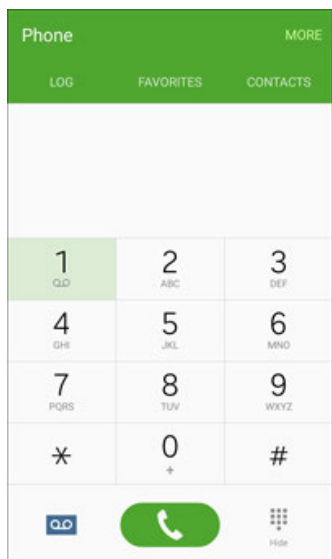 Phone MORE
LOG FAVORITES CONTACTS
1 2 3
ABC DEF
4 5 6
GHI JKL MNO
7 8 9
PQRS TUV WXYZ
* 0 #
+
Hide